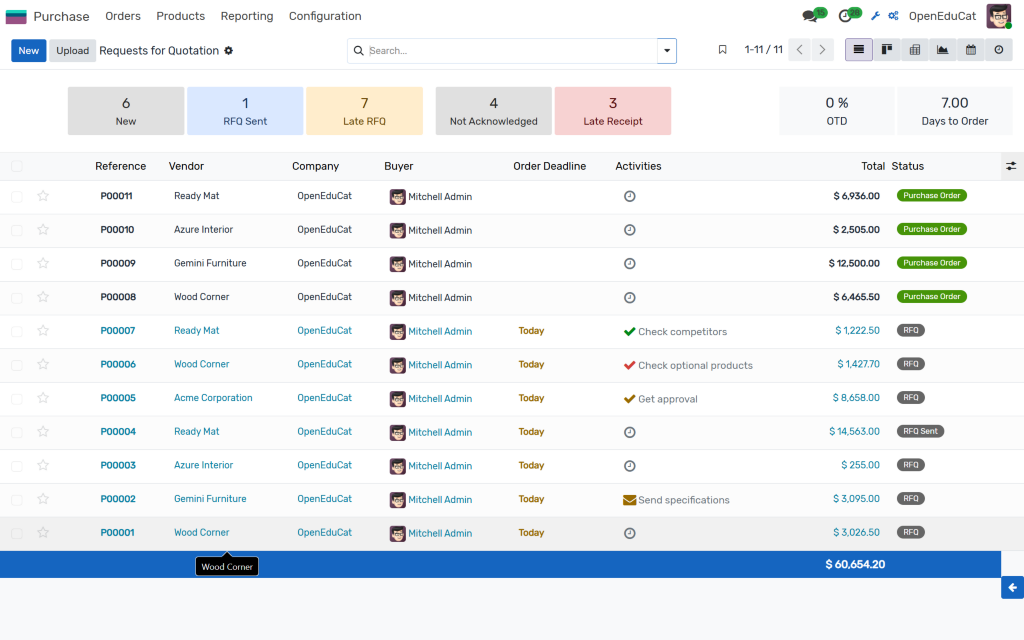 Purchase Orders Products Reporting Configuration 15 28 OpenEduCat
New Upload Requests for Quotation Search... 1-11 / 11
6 1 7 4 3 0 % 7.00
New RFQ Sent Late RFQ Not Acknowledged Late Receipt OTD Days to Order
Reference Vendor Company Buyer Order Deadline Activities Total Status
P00011 Ready Mat OpenEduCat Mitchell Admin $ 6,936.00 Purchase Order
P00010 Azure Interior OpenEduCat Mitchell Admin $ 2,505.00 Purchase Order
P00009 Gemini Furniture OpenEduCat Mitchell Admin $ 12,500.00 Purchase Order
P00008 Wood Corner OpenEduCat Mitchell Admin $ 6,465.50 Purchase Order
P00007 Ready Mat OpenEduCat Mitchell Admin Today Check competitors $ 1,222.50 RFQ
P00006 Wood Corner OpenEduCat Mitchell Admin Today Check optional products $ 1,427.70 RFQ
P00005 Acme Corporation OpenEduCat Mitchell Admin Today Get approval $ 8,658.00 RFQ
P00004 Ready Mat OpenEduCat Mitchell Admin Today $ 14,563.00 RFQ Sent
P00003 Azure Interior OpenEduCat Mitchell Admin Today $ 255.00 RFQ
P00002 Gemini Furniture OpenEduCat Mitchell Admin Today Send specifications $ 3,095.00 RFQ
P00001 Wood Corner OpenEduCat Mitchell Admin Today $ 3,026.50 RFQ
$ 60,654.20
Wood Corner